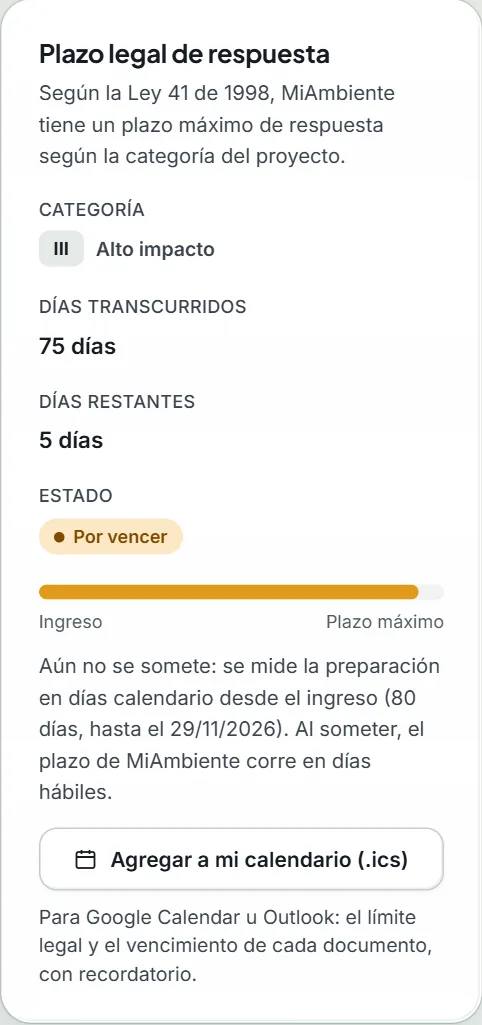 Plazo legal de respuesta
Según la Ley 41 de 1998, MiAmbiente
tiene un plazo máximo de respuesta
según la categoría del proyecto.
CATEGORÍA
III Alto impacto
DÍAS TRANSCURRIDOS
75 días
DÍAS RESTANTES
5 días
ESTADO
Por vencer
Ingreso Plazo máximo
Aún no se somete: se mide la preparación
en días calendario desde el ingreso (80
días, hasta el 29/11/2026). Al someter, el
plazo de MiAmbiente corre en días
hábiles.
Agregar a mi calendario (.ics)
Para Google Calendar u Outlook: el límite
legal y el vencimiento de cada documento,
con recordatorio.